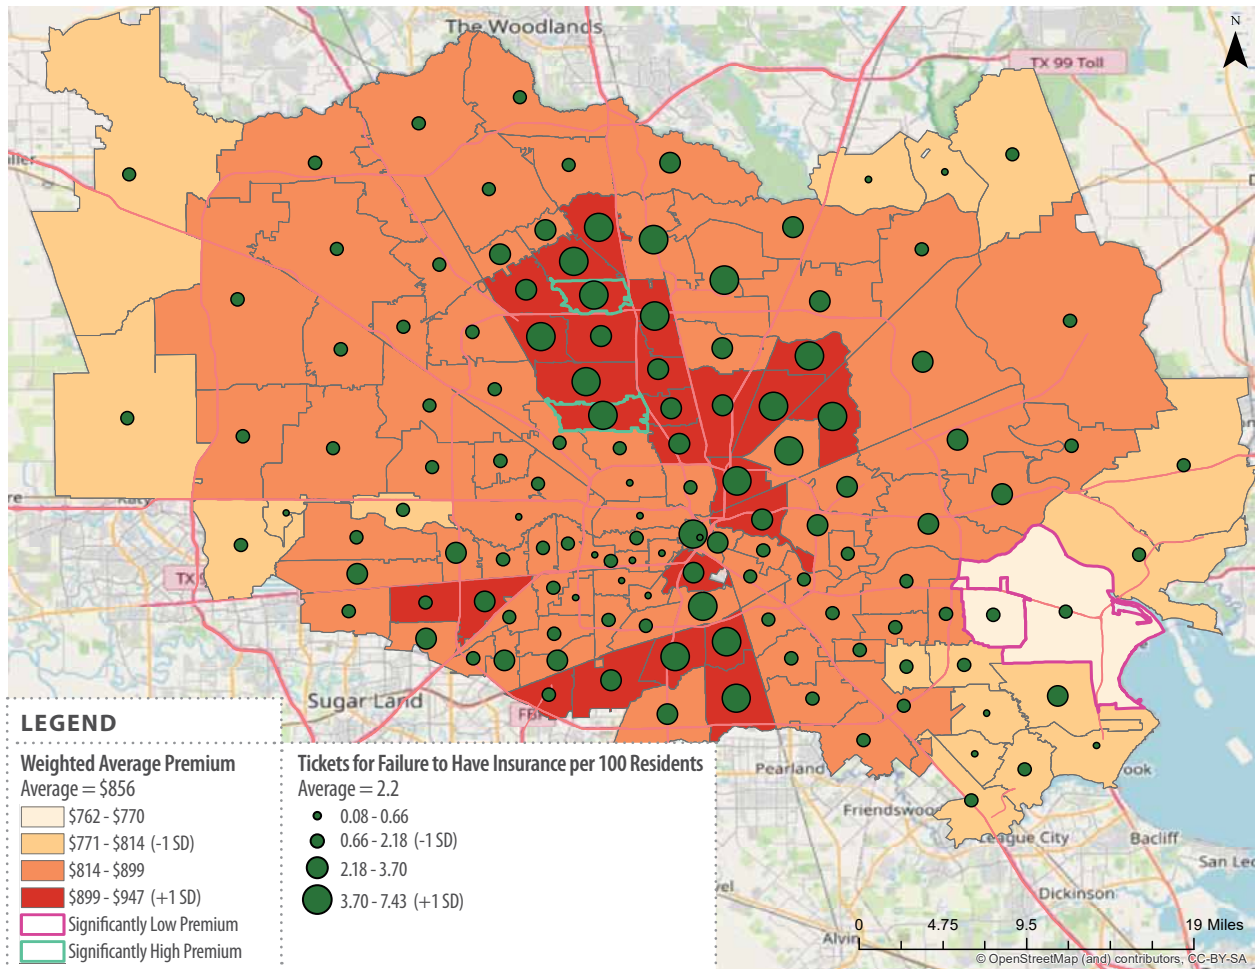 The Woodlands
N
TX 99 Toll
Katy
Sugar Land
Pearland
Friendswoo
ook
League City
Bacliff
San Leo
Dickinson
Alvin
LEGEND
Weighted Average Premium
Average = $856
$762 - $770
$771 - $814 (-1 SD)
$814 - $899
$899 - $947 (+1 SD)
Significantly Low Premium
Significantly High Premium
Tickets for Failure to Have Insurance per 100 Residents
Average = 2.2
0.08 - 0.66
0.66 - 2.18 (-1 SD)
2.18 - 3.70
3.70 - 7.43 (+1 SD)
0 4.75 9.5 19 Miles
© OpenStreetMap (and) contributors, CC-BY-SA